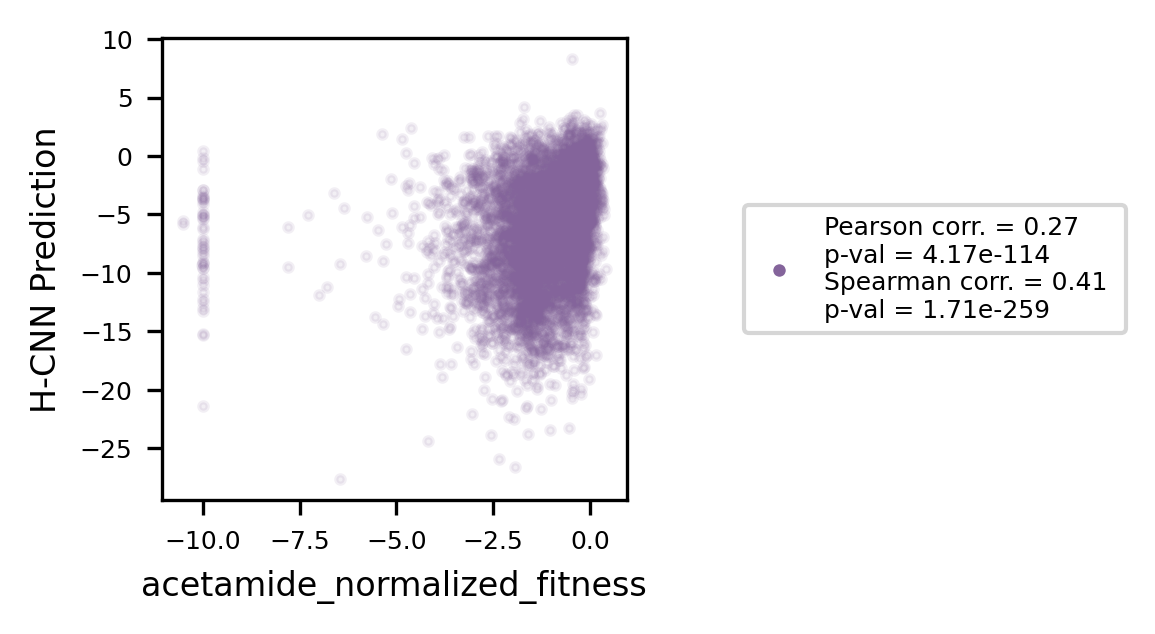 10
5
0
−5
−10
−15
−20
−25
H-CNN Prediction
−10.0 −7.5 −5.0 −2.5 0.0
acetamide_normalized_fitness
Pearson corr. = 0.27
p-val = 4.17e-114
Spearman corr. = 0.41
p-val = 1.71e-259